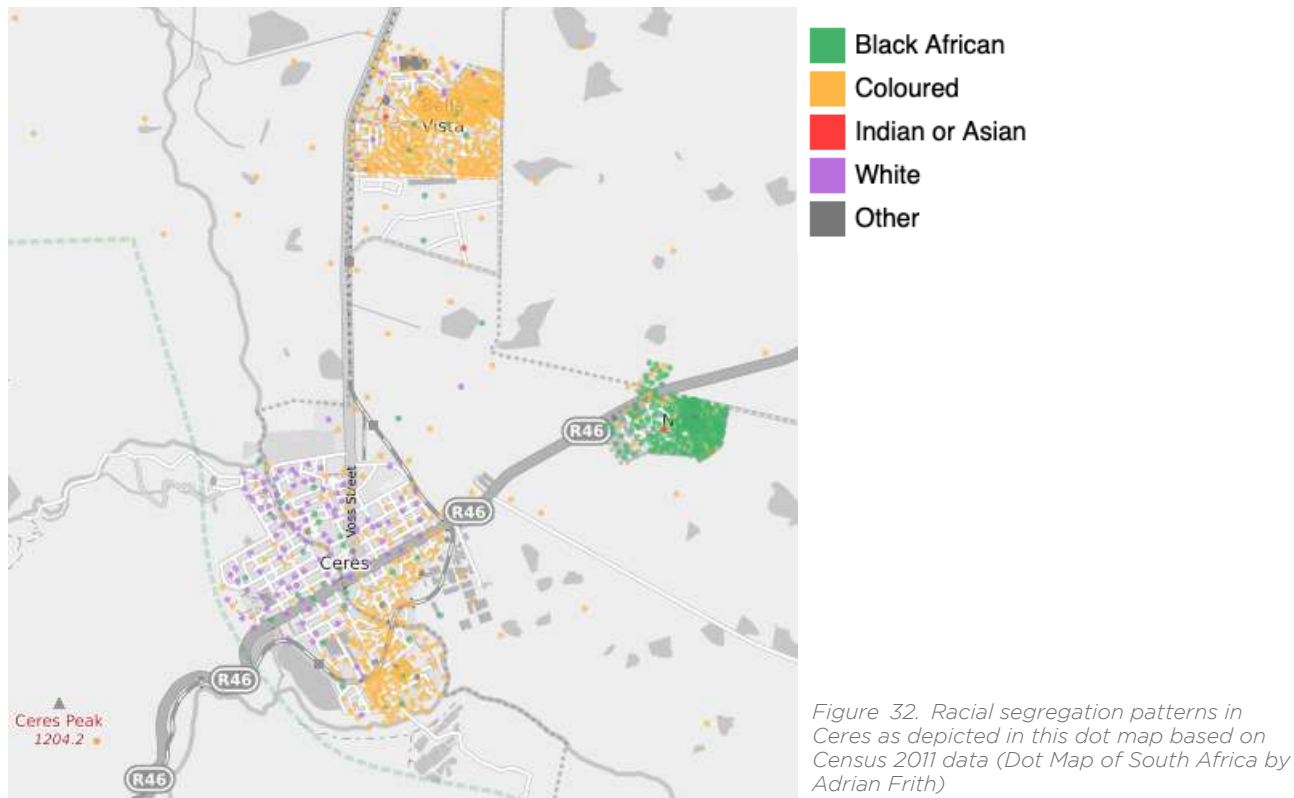 Black African
Coloured
Indian or Asian
White
Other
Vista
R46
N
R46
Voss Street
Ceres
R46
Ceres Peak
1204.2
R46
Figure 32. Racial segregation patterns in
Ceres as depicted in this dot map based on
Census 2011 data (Dot Map of South Africa by
Adrian Frith)